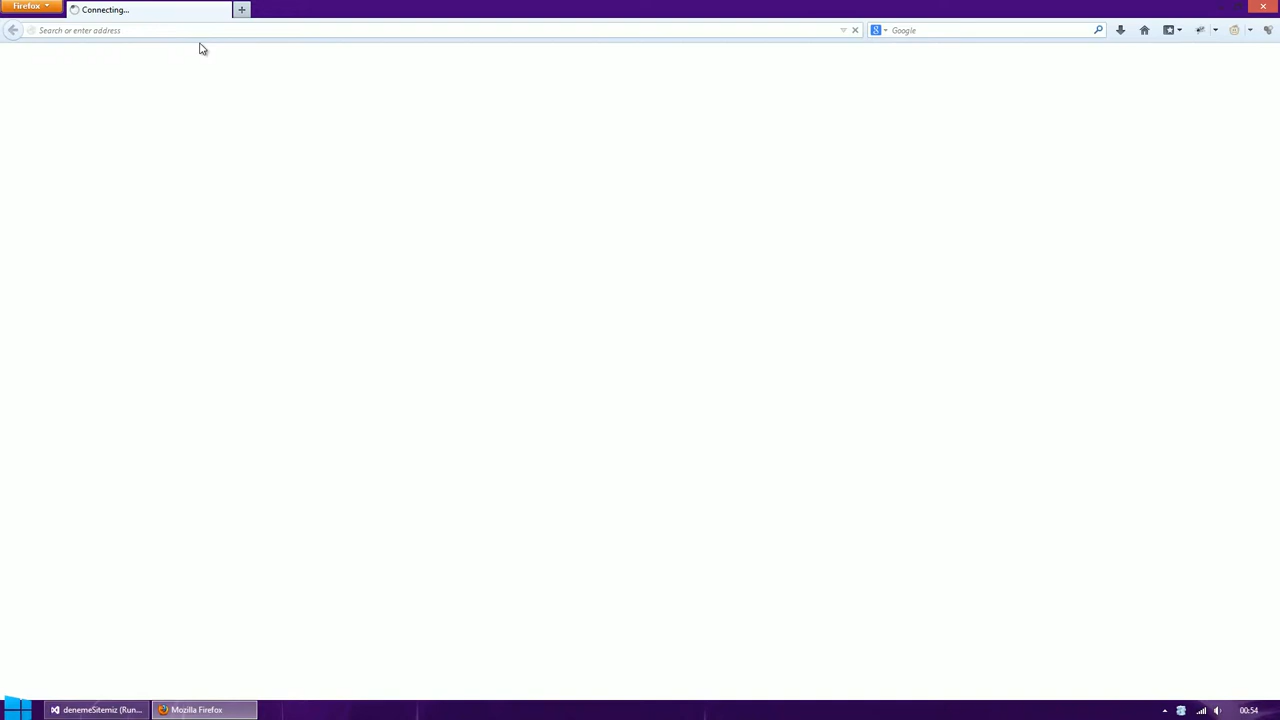 Firefox
Connecting...
Search or enter address
Google
denemeSitemiz (Run...
Mozilla Firefox
00:54